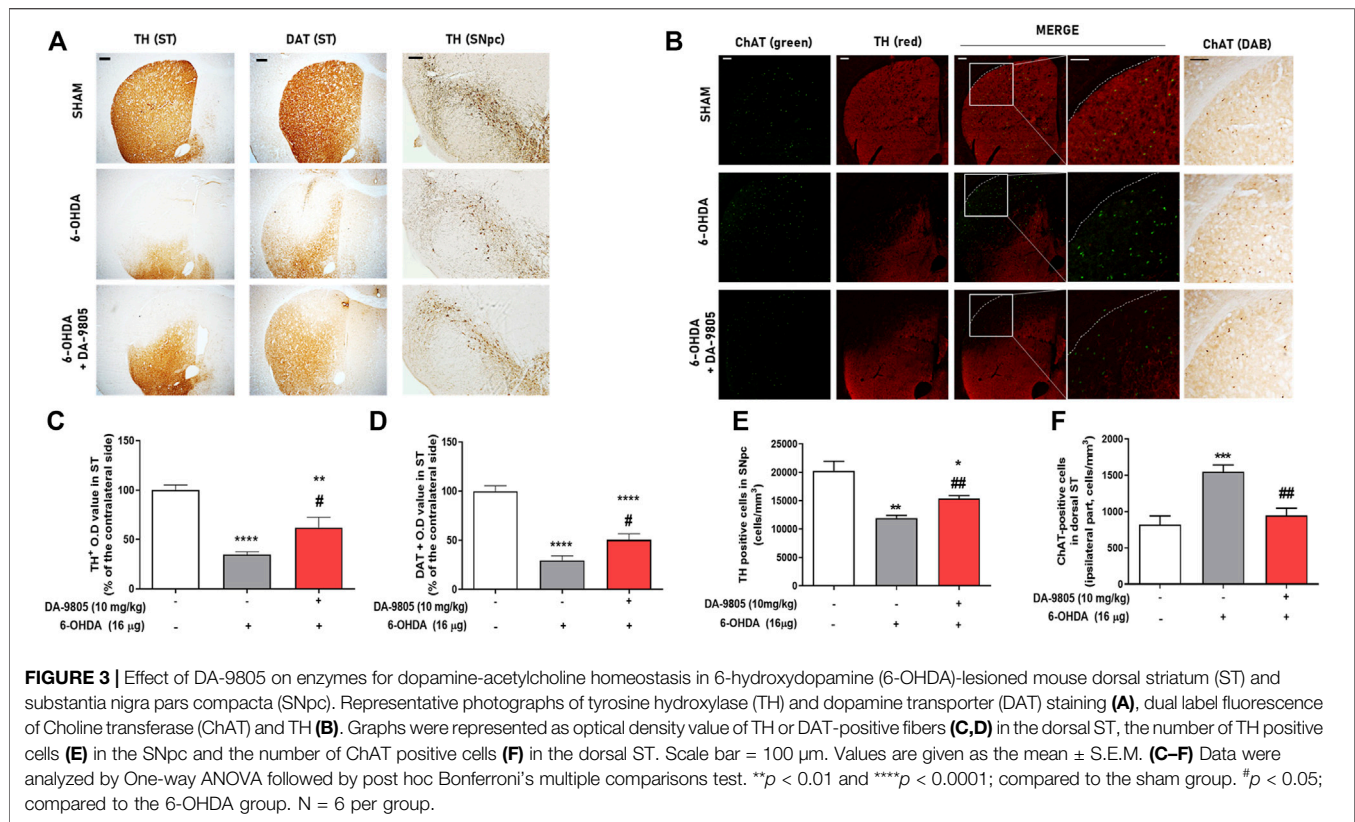 A
TH (ST)
DAT (ST)
TH (SNpc)
SHAM
6-OHDA
6-OHDA
+ DA-9805
B
ChAT (green)
TH (red)
MERGE
ChAT (DAB)
SHAM
6-OHDA
6-OHDA
+ DA-9805
C
TH+ O.D value in ST
(% of the contralateral side)
150
100
50
0
****
**
#
DA-9805 (10 mg/kg) - - +
6-OHDA (16 μg) - + +
D
DAT + O.D value in ST
(% of the contralateral side)
150
100
50
0
****
****
#
DA-9805 (10 mg/kg) - - +
6-OHDA (16 μg) - + +
E
TH positive cells in SNpc
(cells/mm³)
25000
20000
15000
10000
5000
0
**
*
##
DA-9805 (10mg/kg) - - +
6-OHDA (16μg) - + +
F
ChAT-positive cells
in dorsal ST
(ipsilateral part, cells/mm³)
2000
1500
1000
500
0
***
##
DA-9805 (10 mg/kg) - - +
6-OHDA (16 μg) - + +
FIGURE 3 | Effect of DA-9805 on enzymes for dopamine-acetylcholine homeostasis in 6-hydroxydopamine (6-OHDA)-lesioned mouse dorsal striatum (ST) and
substantia nigra pars compacta (SNpc). Representative photographs of tyrosine hydroxylase (TH) and dopamine transporter (DAT) staining (A), dual label fluorescence
of Choline transferase (ChAT) and TH (B). Graphs were represented as optical density value of TH or DAT-positive fibers (C,D) in the dorsal ST, the number of TH positive
cells (E) in the SNpc and the number of ChAT positive cells (F) in the dorsal ST. Scale bar = 100 μm. Values are given as the mean ± S.E.M. (C–F) Data were
analyzed by One-way ANOVA followed by post hoc Bonferroni's multiple comparisons test. **p < 0.01 and ****p < 0.0001; compared to the sham group. #p < 0.05;
compared to the 6-OHDA group. N = 6 per group.